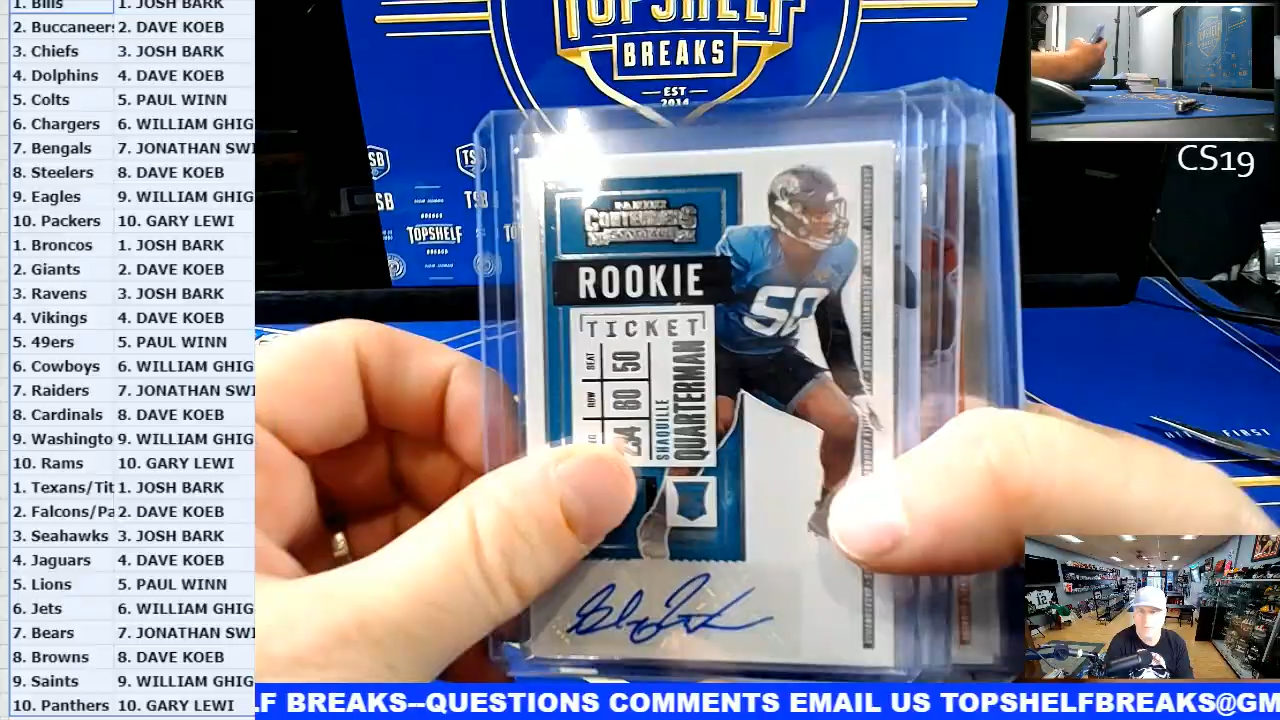 1. Bills 1. JOSH BARK
2. Buccaneers 2. DAVE KOEB
3. Chiefs 3. JOSH BARK
4. Dolphins 4. DAVE KOEB
5. Colts 5. PAUL WINN
6. Chargers 6. WILLIAM GHIG
7. Bengals 7. JONATHAN SWI
8. Steelers 8. DAVE KOEB
9. Eagles 9. WILLIAM GHIG
10. Packers 10. GARY LEWI
1. Broncos 1. JOSH BARK
2. Giants 2. DAVE KOEB
3. Ravens 3. JOSH BARK
4. Vikings 4. DAVE KOEB
5. 49ers 5. PAUL WINN
6. Cowboys 6. WILLIAM GHIG
7. Raiders 7. JONATHAN SWI
8. Cardinals 8. DAVE KOEB
9. Washingto 9. WILLIAM GHIG
10. Rams 10. GARY LEWI
1. Texans/Tit 1. JOSH BARK
2. Falcons/Pa 2. DAVE KOEB
3. Seahawks 3. JOSH BARK
4. Jaguars 4. DAVE KOEB
5. Lions 5. PAUL WINN
6. Jets 6. WILLIAM GHIG
7. Bears 7. JONATHAN SWI
8. Browns 8. DAVE KOEB
9. Saints 9. WILLIAM GHIG
10. Panthers 10. GARY LEWI
TOPSHELF
BREAKS
EST
2014
TSB
TOPSHELF
PANINI
CONTENDERS
ROOKIE
TICKET
SEAT 50
ROW 60
SHAQUILLE
QUARTERMAN
50
FIRST
CS19
LF BREAKS--QUESTIONS COMMENTS EMAIL US TOPSHELFBREAKS@GM